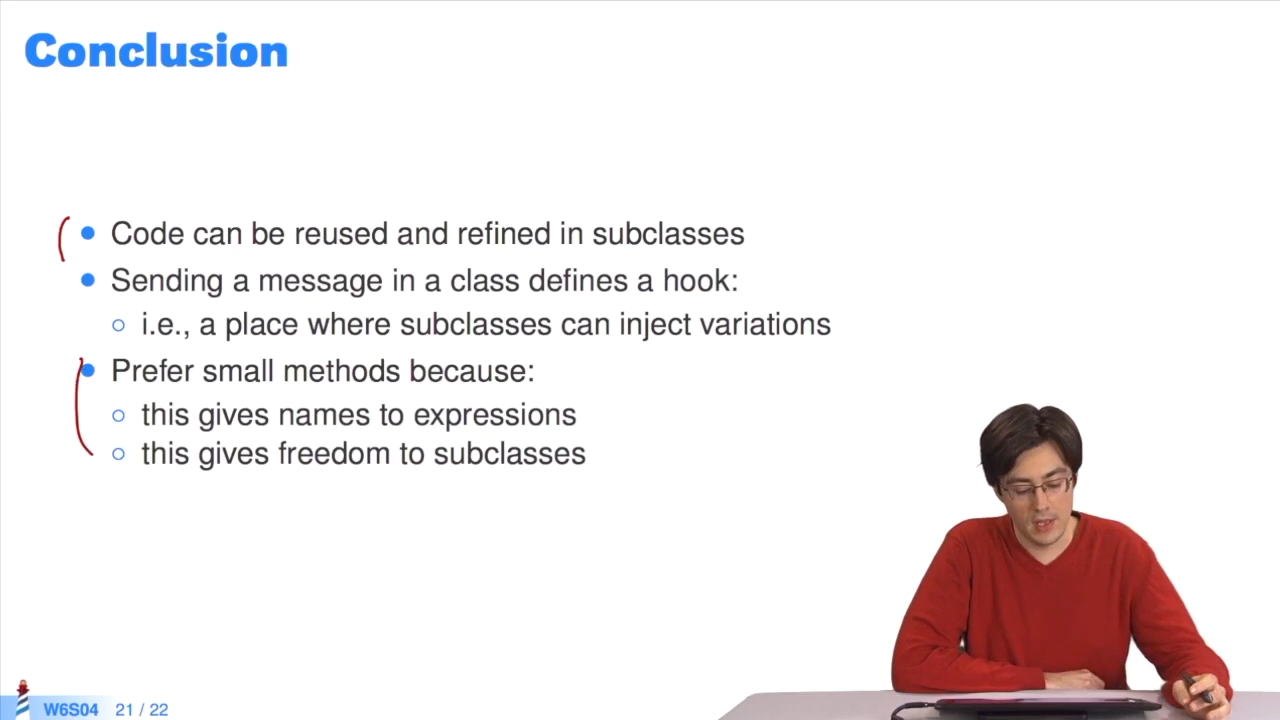 Conclusion
Code can be reused and refined in subclasses
Sending a message in a class defines a hook:
i.e., a place where subclasses can inject variations
Prefer small methods because:
this gives names to expressions
this gives freedom to subclasses
W6S04 21 / 22